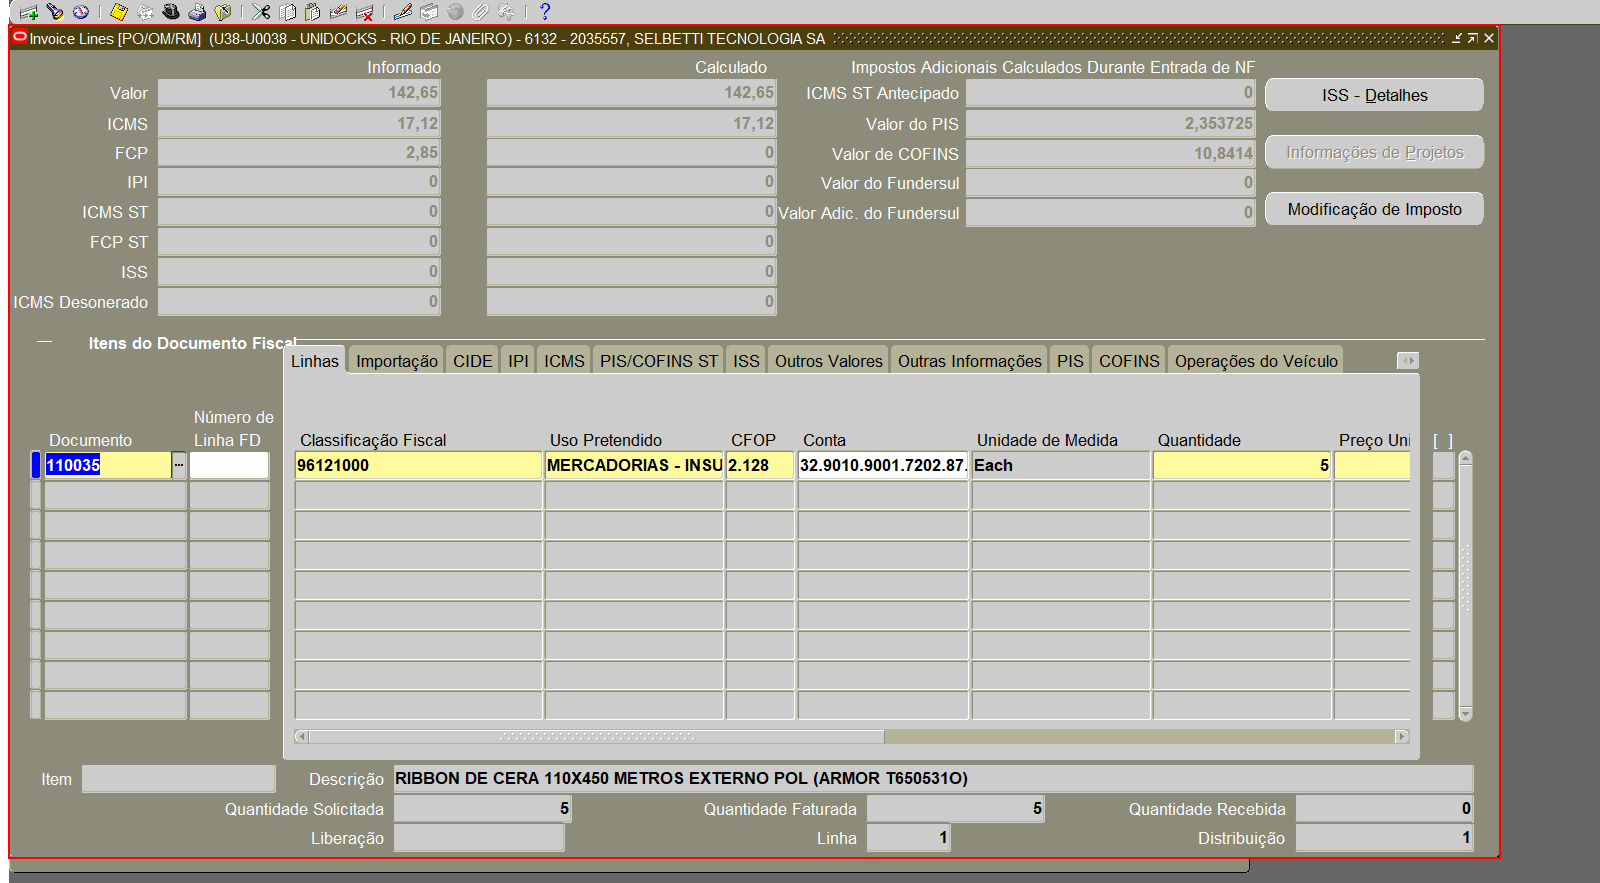 ?
Invoice Lines [PO/OM/RM] (U38-U0038 - UNIDOCKS - RIO DE JANEIRO) - 6132 - 2035557, SELBETTI TECNOLOGIA SA
Informado Calculado Impostos Adicionais Calculados Durante Entrada de NF
Valor 142,65 142,65 ICMS ST Antecipado 0 ISS - Detalhes
ICMS 17,12 17,12 Valor do PIS 2,353725
FCP 2,85 0 Valor de COFINS 10,8414 Informações de Projetos
IPI 0 0 Valor do Fundersul 0
ICMS ST 0 0 Valor Adic. do Fundersul 0 Modificação de Imposto
FCP ST 0 0
ISS 0 0
ICMS Desonerado 0 0
Itens do Documento Fiscal
Linhas Importação CIDE IPI ICMS PIS/COFINS ST ISS Outros Valores Outras Informações PIS COFINS Operações do Veículo
Número de
Documento Linha FD Classificação Fiscal Uso Pretendido CFOP Conta Unidade de Medida Quantidade Preço Uni [ ]
110035 ... 96121000 MERCADORIAS - INSU 2.128 32.9010.9001.7202.87. Each 5
Item Descrição RIBBON DE CERA 110X450 METROS EXTERNO POL (ARMOR T650531O)
Quantidade Solicitada 5 Quantidade Faturada 5 Quantidade Recebida 0
Liberação Linha 1 Distribuição 1